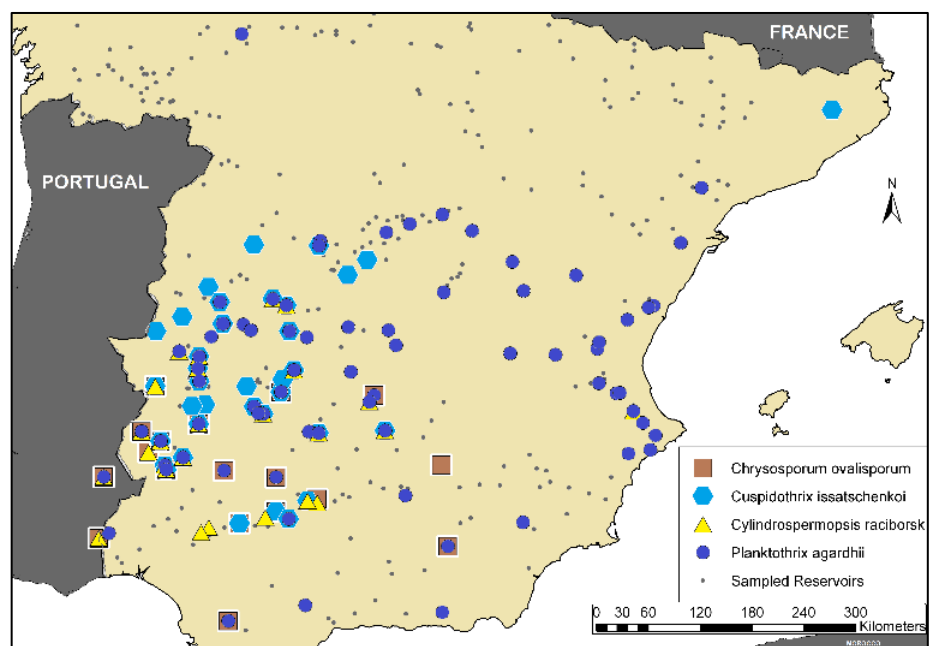 FRANCE
PORTUGAL
N
Chrysosporum ovalisporum
Cuspidothrix issatschenkoi
Cylindrospermopsis raciborsk
Planktothrix agardhii
Sampled Reservoirs
0 30 60 120 180 240 300
Kilometers
MOROCCO